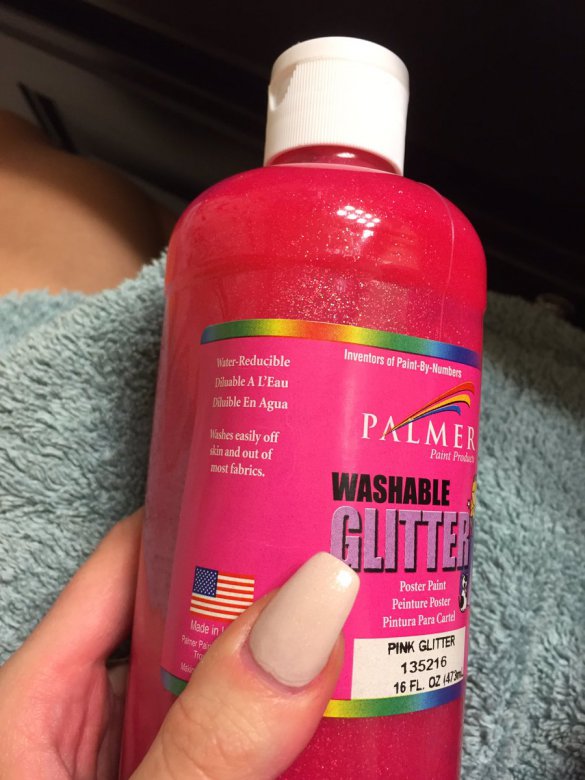 Inventors of Paint-By-Numbers
Water-Reducible
Diluable A L'Eau
Diluible En Agua
Washes easily off
skin and out of
most fabrics.
PALMER
Paint Products
WASHABLE
GLITTER
Poster Paint
Peinture Poster
Pintura Para Cartel
Made in
Palmer
PINK GLITTER
135216
16 FL. OZ (473mL